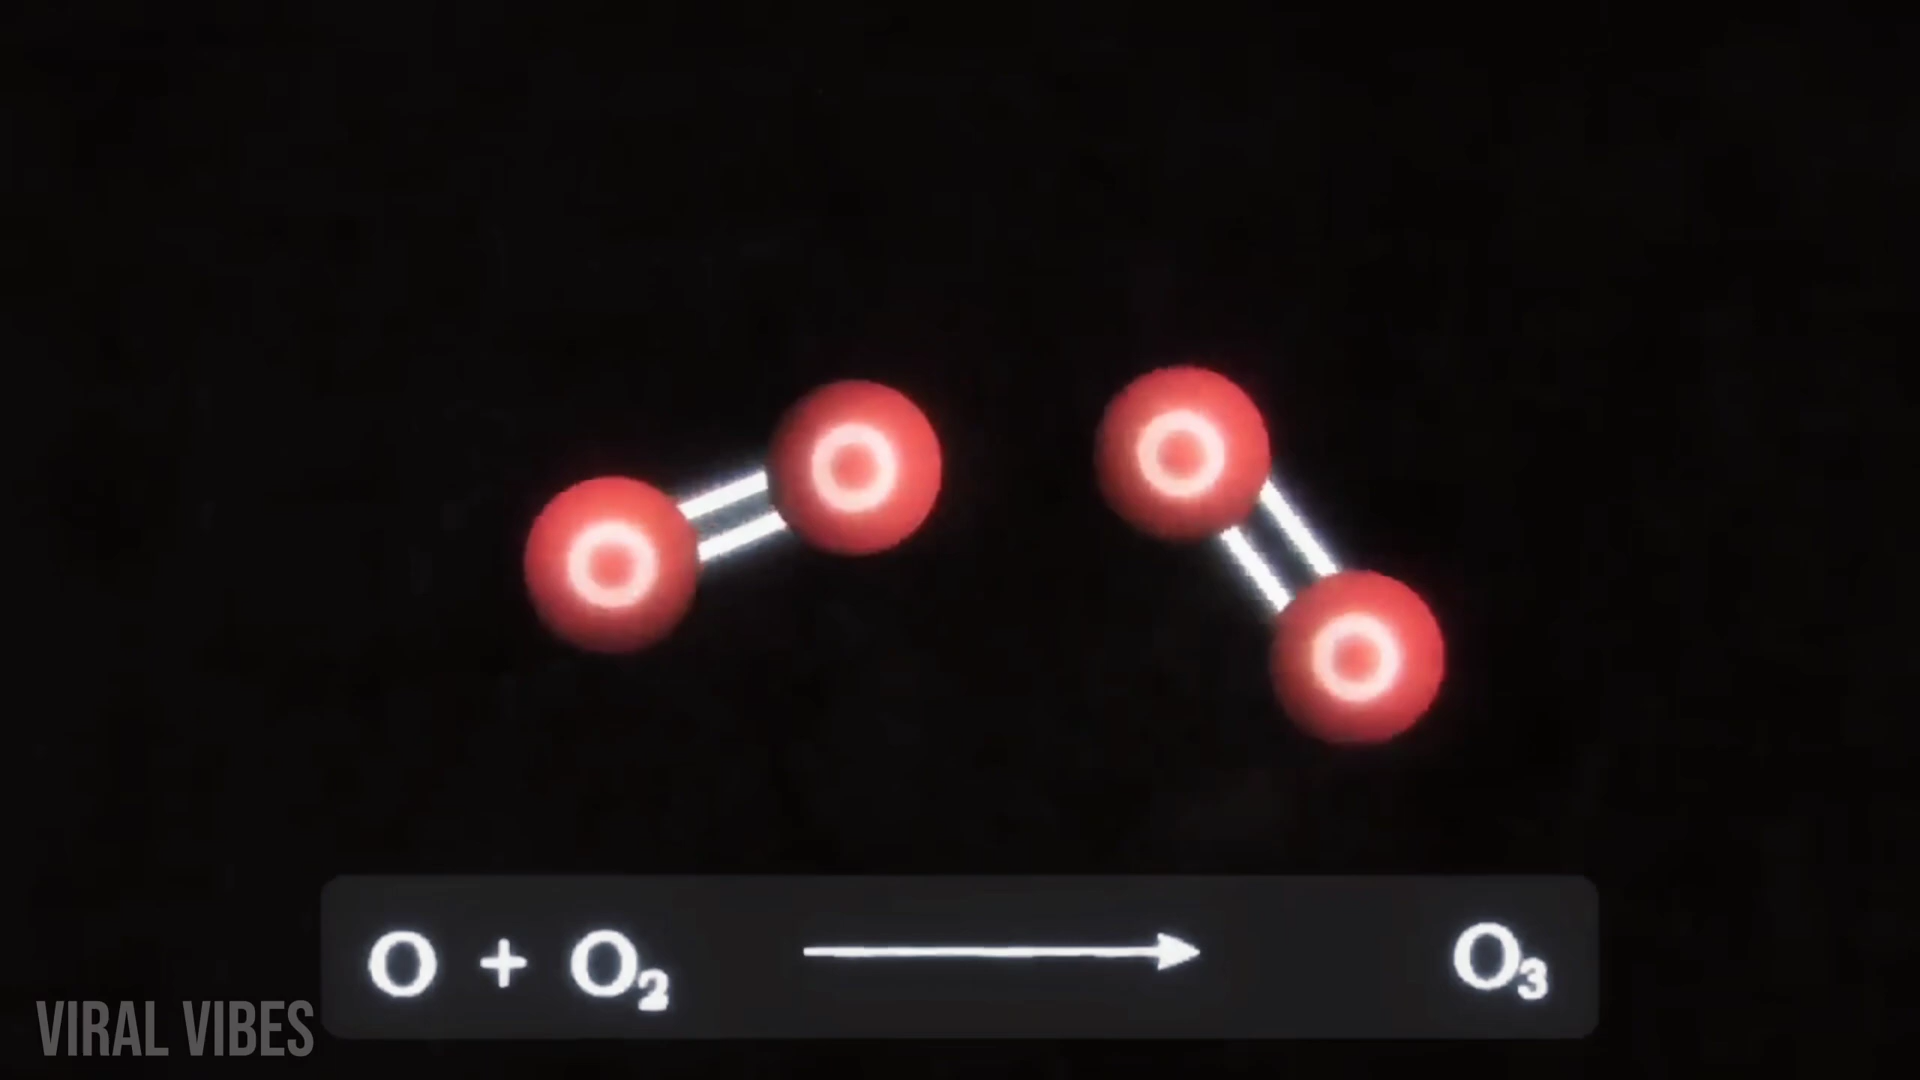 O + O₂ → O₃
VIRAL VIBES